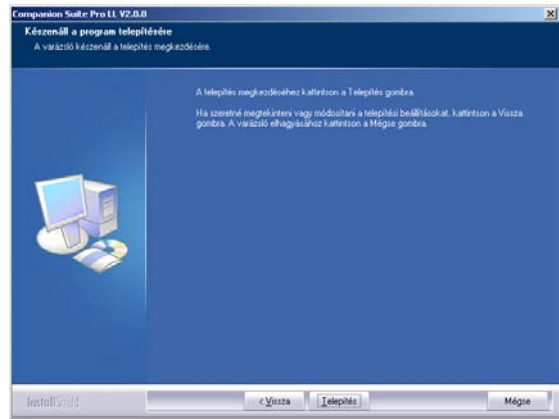 Companion Suite Pro LL V2.0.0
Készenáll a program telepítésére
A varázsló készenáll a telepítés megkezdésére.
A telepítés megkezdéséhez kattintson a Telepítés gombra.
Ha szeretné megtekinteni vagy módosítani a telepítési beállításokat, kattintson a Vissza
gombra. A varázsló elhagyásához kattintson a Mégse gombra.
InstallShield
< Vissza
Telepítés
Mégse